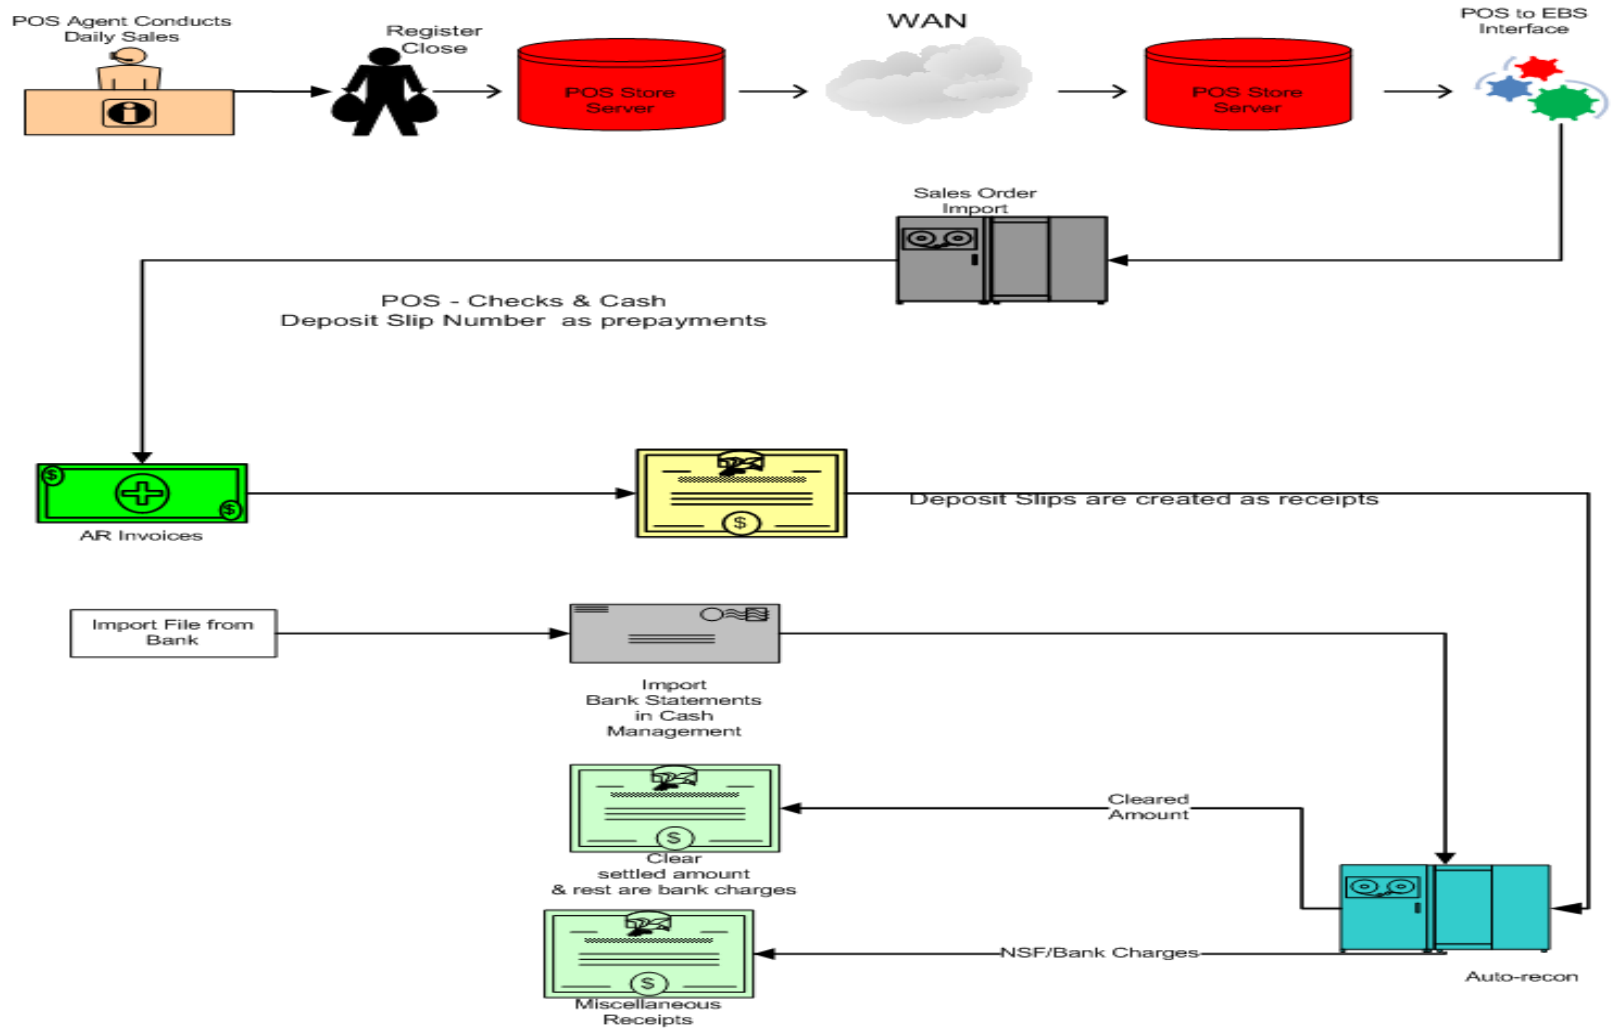 POS Agent Conducts
Daily Sales
Register
Close
POS Store
Server
WAN
POS Store
Server
POS to EBS
Interface
Sales Order
Import
POS - Checks & Cash
Deposit Slip Number as prepayments
$
$
AR Invoices
$
Deposit Slips are created as receipts
Import File from
Bank
Import
Bank Statements
in Cash
Management
$
Clear
settled amount
& rest are bank charges
Cleared
Amount
$
Miscellaneous
Receipts
NSF/Bank Charges
Auto-recon